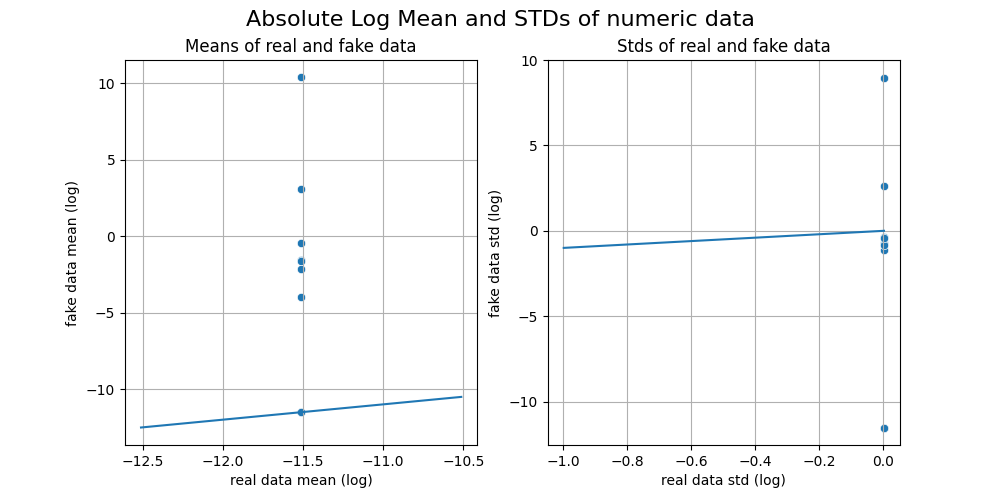 Absolute Log Mean and STDs of numeric data
Means of real and fake data
10
5
0
−5
−10
fake data mean (log)
−12.5 −12.0 −11.5 −11.0 −10.5
real data mean (log)
Stds of real and fake data
10
5
0
−5
−10
fake data std (log)
−1.0 −0.8 −0.6 −0.4 −0.2 0.0
real data std (log)